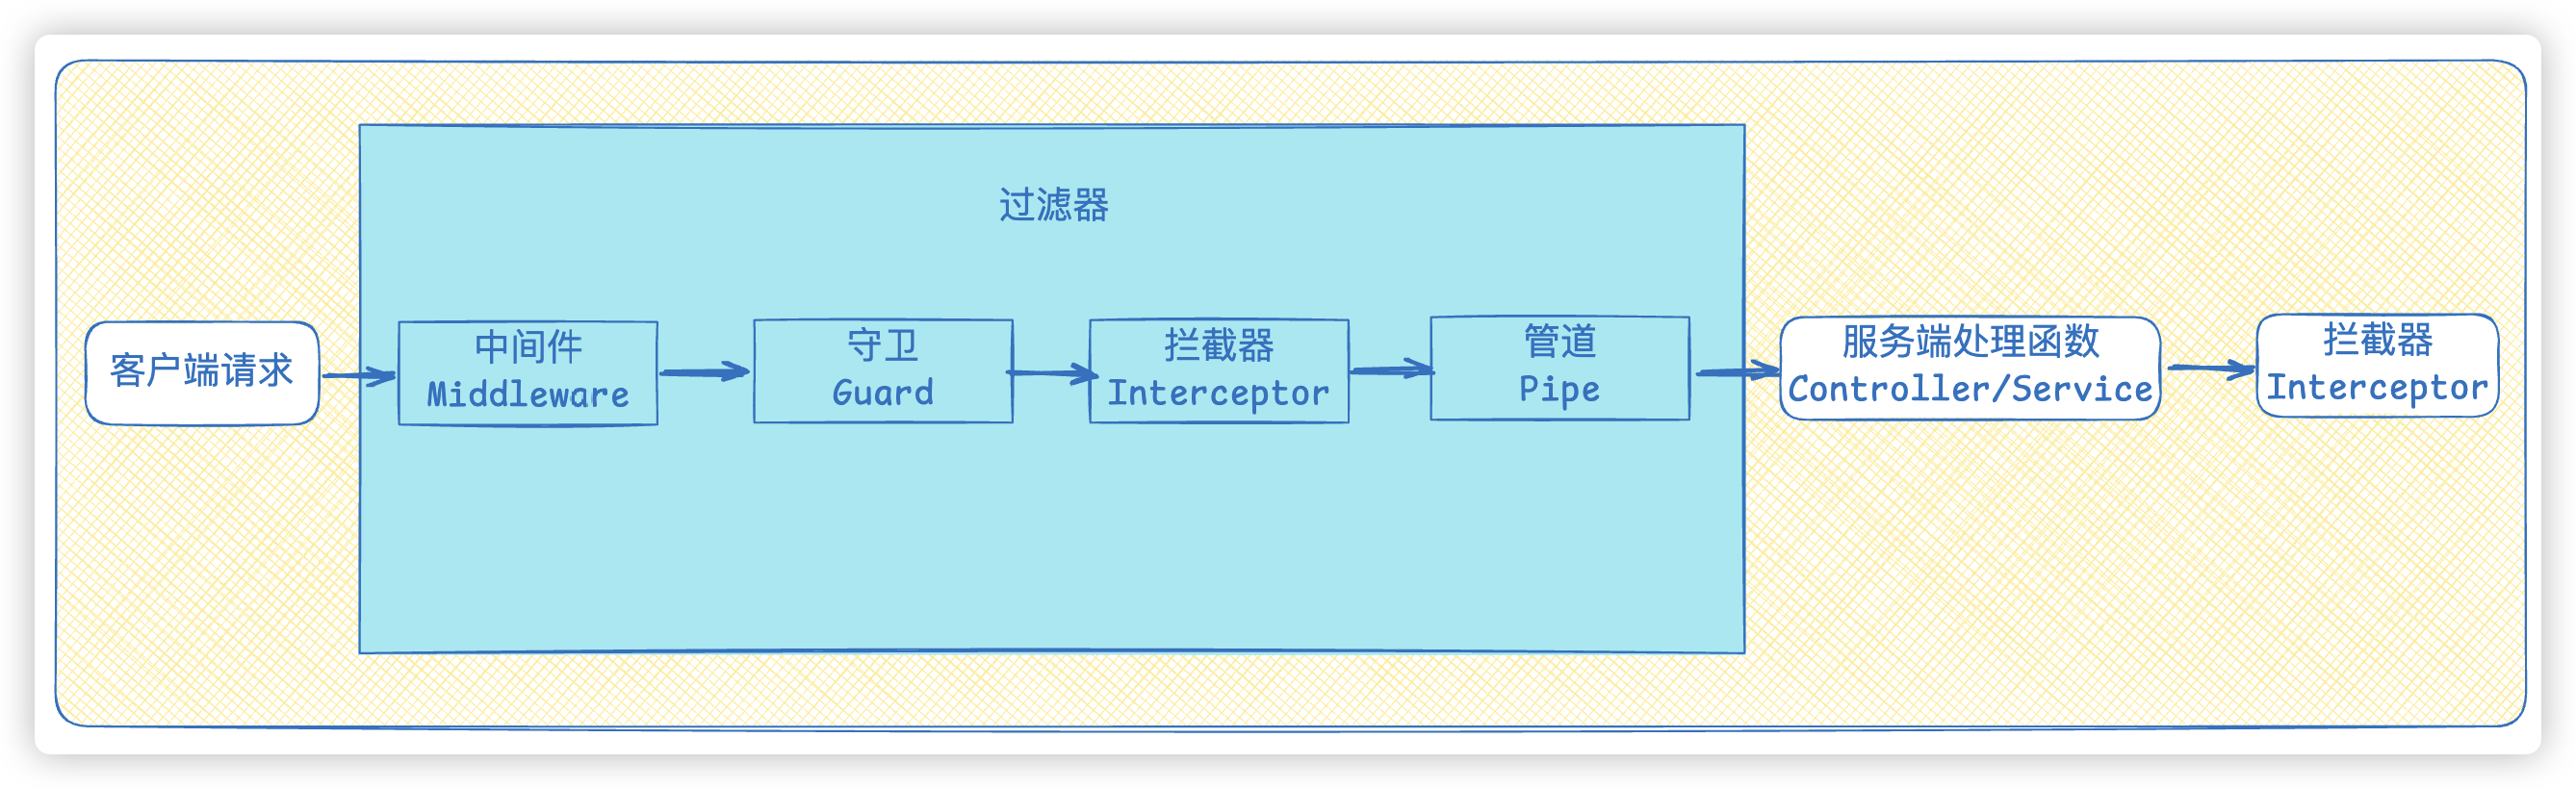 过滤器
客户端请求
中间件
Middleware
守卫
Guard
拦截器
Interceptor
管道
Pipe
服务端处理函数
Controller/Service
拦截器
Interceptor